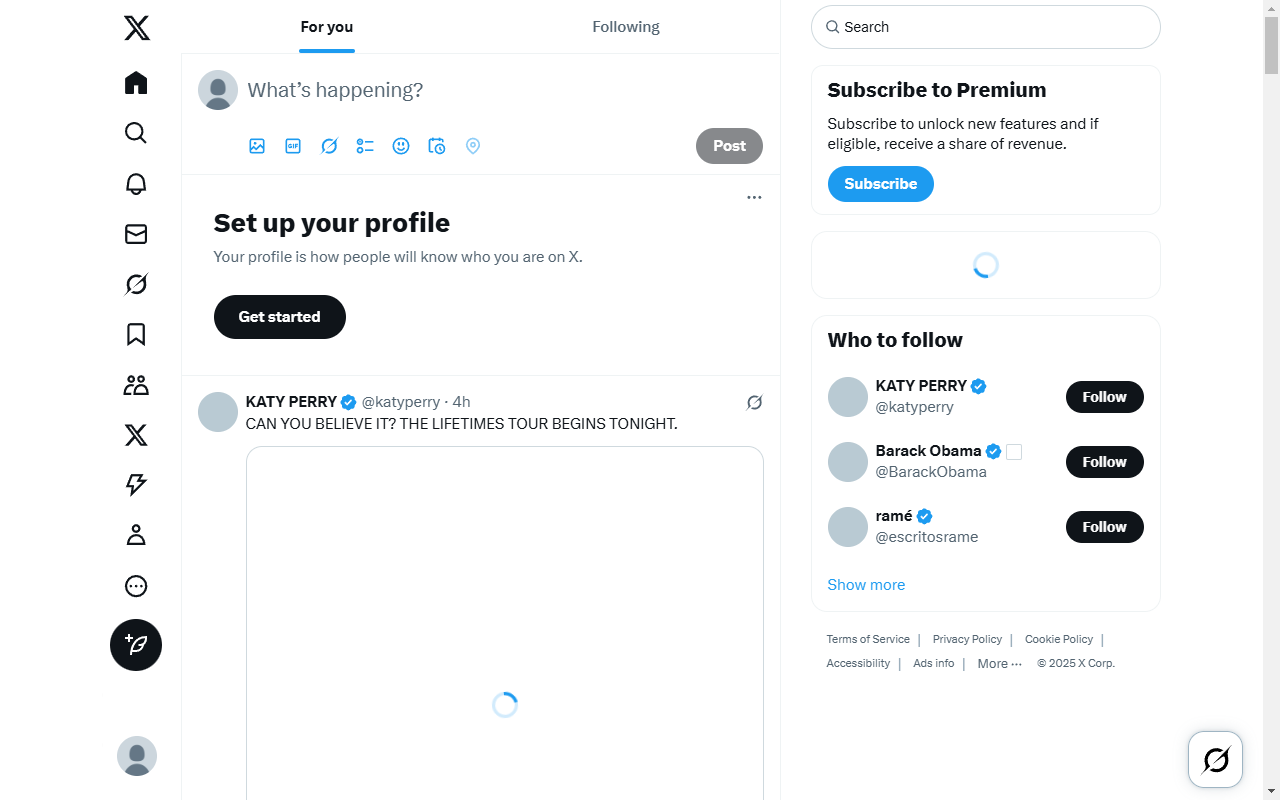 For you
Following
What's happening?
GIF
Post
Set up your profile
Your profile is how people will know who you are on X.
Get started
KATY PERRY @katyperry · 4h
CAN YOU BELIEVE IT? THE LIFETIMES TOUR BEGINS TONIGHT.
Search
Subscribe to Premium
Subscribe to unlock new features and if
eligible, receive a share of revenue.
Subscribe
Who to follow
KATY PERRY
@katyperry
Follow
Barack Obama
@BarackObama
Follow
ramé
@escritosrame
Follow
Show more
Terms of Service | Privacy Policy | Cookie Policy |
Accessibility | Ads info | More ··· © 2025 X Corp.